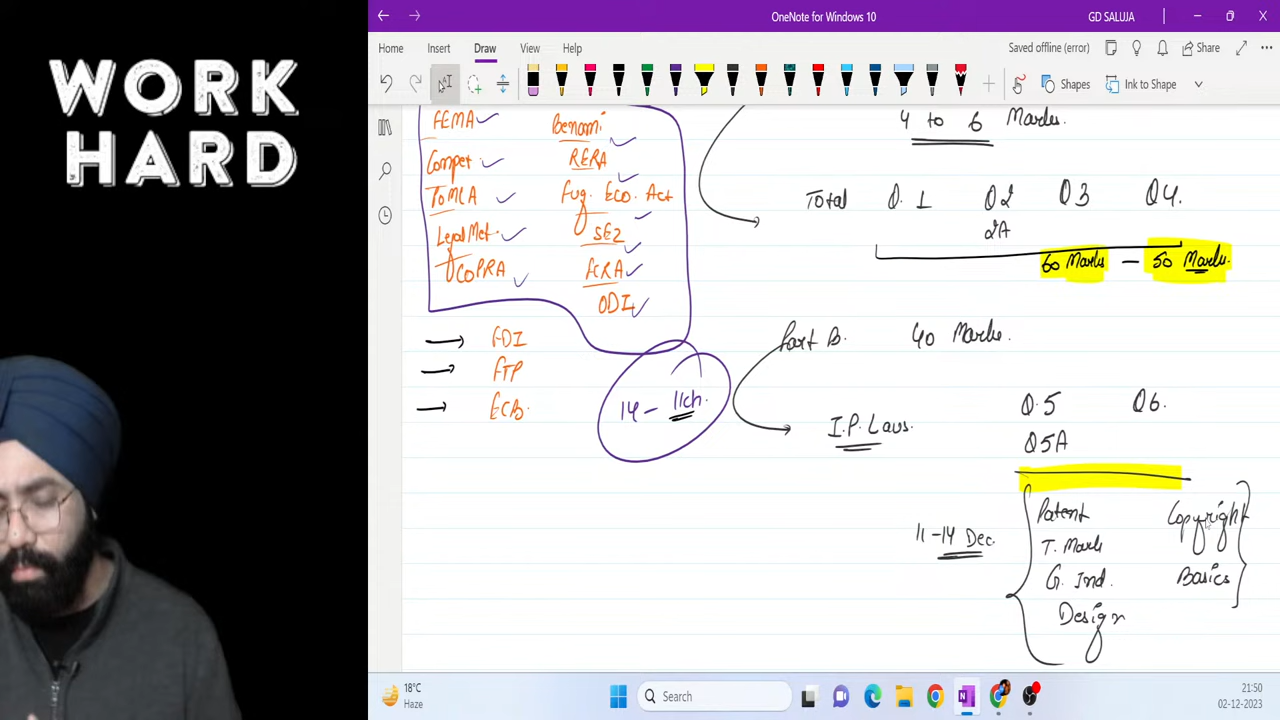 WORK
HARD
OneNote for Windows 10
GD SALUJA
Home Insert Draw View Help
Saved offline (error)
Share
Shapes
Ink to Shape
FEMA
Compet
ToMCA
Legal Met.
COPRA
Benami
RERA
Fug. Eco. Act
SEZ
FCRA
ODI
FDI
FTP
ECB.
14 - 11ch.
4 to 6 Marks.
Total Q. 1 Q2 Q3 Q4.
2A
60 Marks - 50 Marks.
Part B. 40 Marks.
I.P. Laws.
Q.5 Q6.
Q5A
11-14 Dec.
Patent Copyright
T. Mark
G. Ind. Basics
Design
18°C
Haze
Search
21:50
02-12-2023